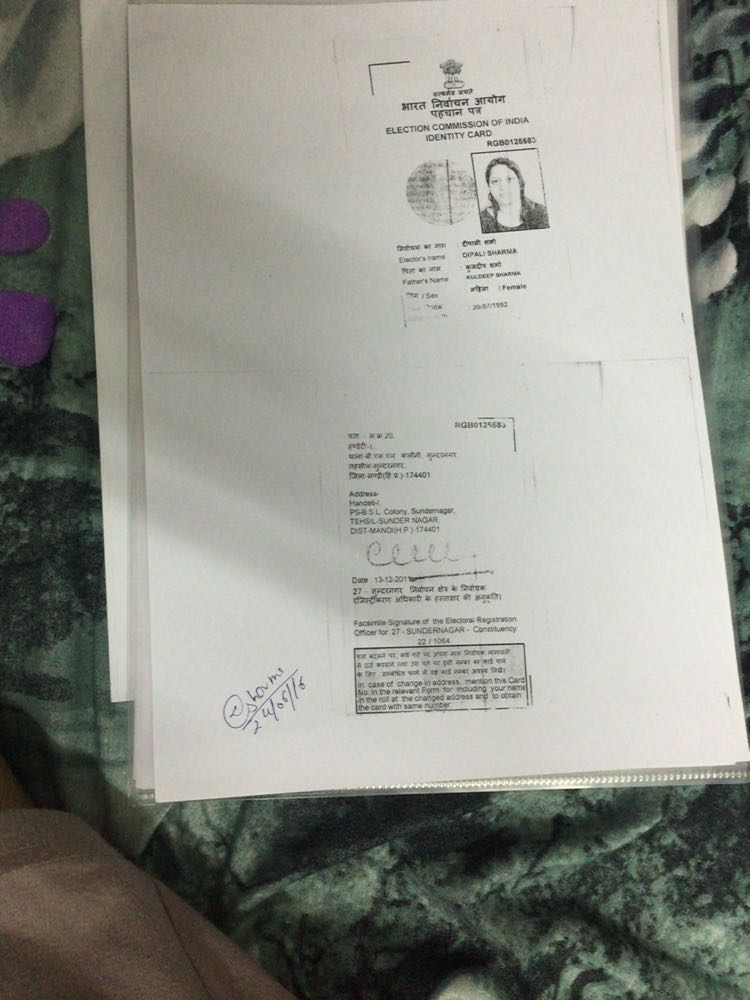 सत्यमेव जयते
भारत निर्वाचन आयोग
पहचान पत्र
ELECTION COMMISSION OF INDIA
IDENTITY CARD
RGB0125583
निर्वाचक का नाम : दीपाली शर्मा
Elector's name DIPALI SHARMA
पिता का नाम : कुलदीप शर्मा
Father's Name KULDEEP SHARMA
लिंग / Sex : महिला / Female
: 20/07/1992
RGB0125583
पता म.क्र.20,
हण्डेटी-I,
थाना-बी.एस.एल. कलौनी, सुन्दरनगर,
तहसील-सुन्दरनगर,
जिला-मण्डी(हि.प्र.)-174401
Address-
Handeti-I,
PS-B.S.L. Colony, Sundernagar,
TEHSIL-SUNDER NAGAR,
DIST-MANDI(H.P.)-174401
Date : 13-12-2011
27 - सुन्दरनगर निर्वाचन क्षेत्र के निर्वाचक
रजिस्ट्रीकरण अधिकारी के हस्ताक्षर की अनुकृति।
Facsimile Signature of the Electoral Registration
Officer for 27 - SUNDERNAGAR - Constituency
22 / 1064
पता बदलने पर, नये पते पर अपना नाम निर्वाचक नामावली
में दर्ज करवाने तथा उस पते पर इसी नम्बर का कार्ड पाने
के लिए सम्बंधित फार्म में यह कार्ड नम्बर अवश्य लिखें।
In case of change in address, mention this Card
No. in the relevant Form for including your name
in the roll at the changed address and to obtain
the card with same number
sharma
24/08/18